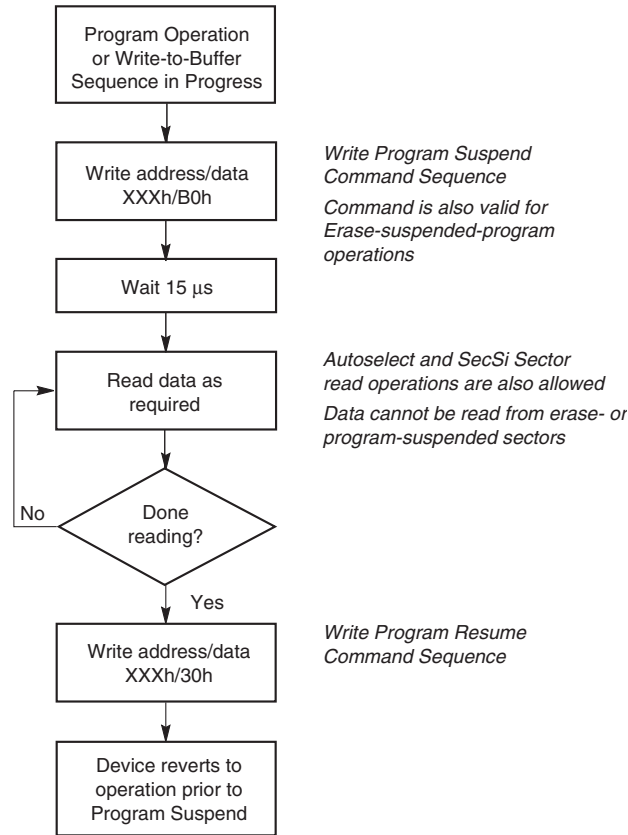 Program Operation
or Write-to-Buffer
Sequence in Progress
Write address/data
XXXh/B0h
Write Program Suspend
Command Sequence
Command is also valid for
Erase-suspended-program
operations
Wait 15 μs
Read data as
required
Autoselect and SecSi Sector
read operations are also allowed
Data cannot be read from erase- or
program-suspended sectors
No
Done
reading?
Yes
Write address/data
XXXh/30h
Write Program Resume
Command Sequence
Device reverts to
operation prior to
Program Suspend